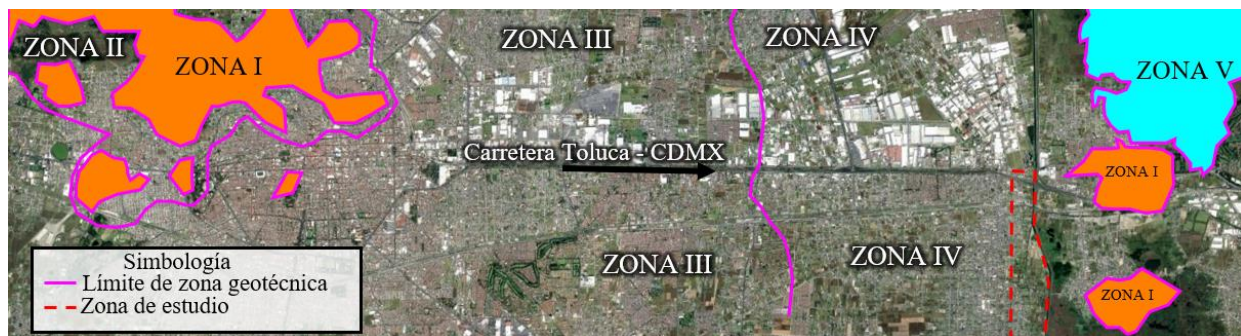 ZONA II
ZONA I
ZONA III
ZONA IV
ZONA V
Carretera Toluca - CDMX
ZONA I
ZONA III
ZONA IV
ZONA I
Simbología
Límite de zona geotécnica
Zona de estudio